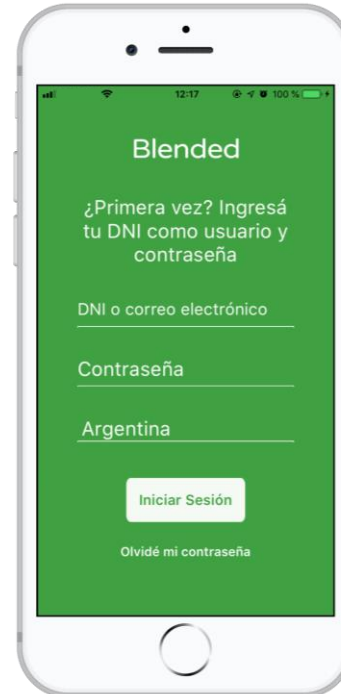 12:17 100 %
Blended
¿Primera vez? Ingresá
tu DNI como usuario y
contraseña
DNI o correo electrónico
Contraseña
Argentina
Iniciar Sesión
Olvidé mi contraseña